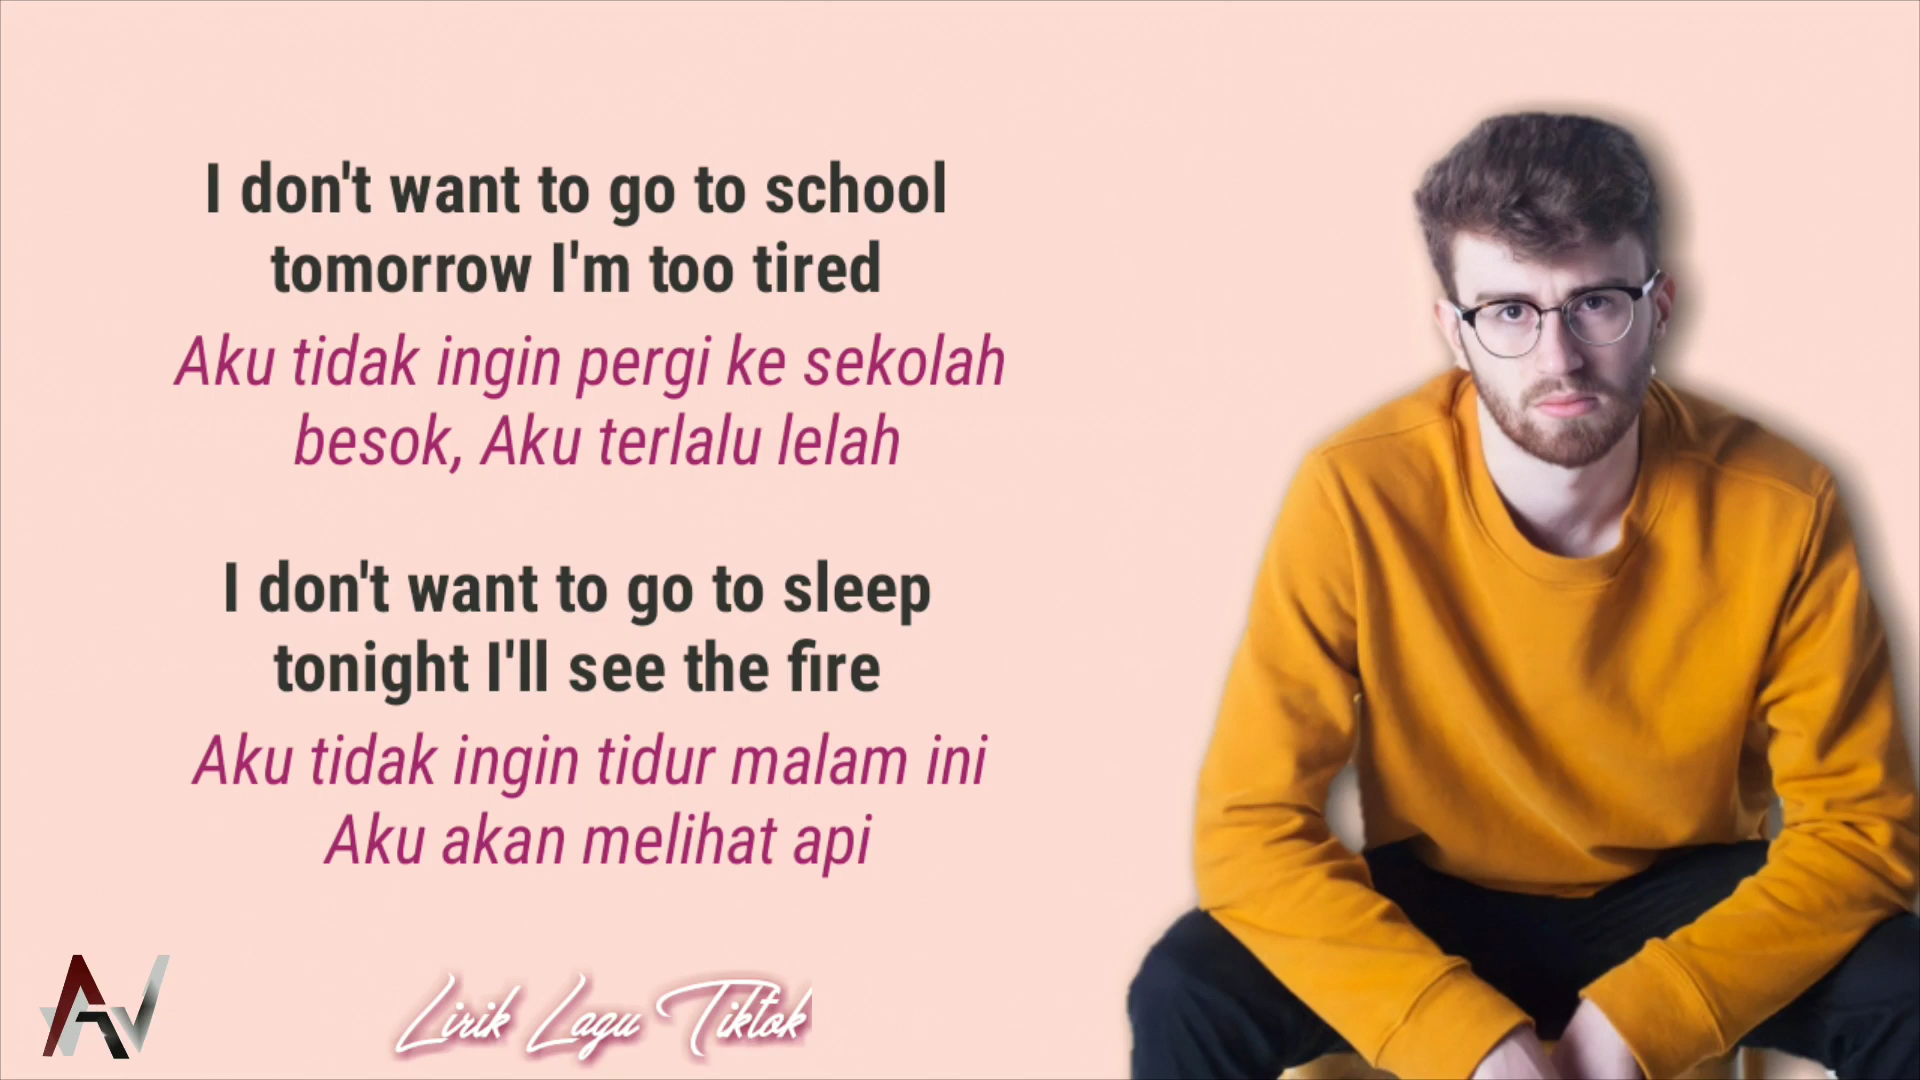 I don't want to go to school
tomorrow I'm too tired
Aku tidak ingin pergi ke sekolah
besok, Aku terlalu lelah
I don't want to go to sleep
tonight I'll see the fire
Aku tidak ingin tidur malam ini
Aku akan melihat api
Lirik Lagu Tiktok